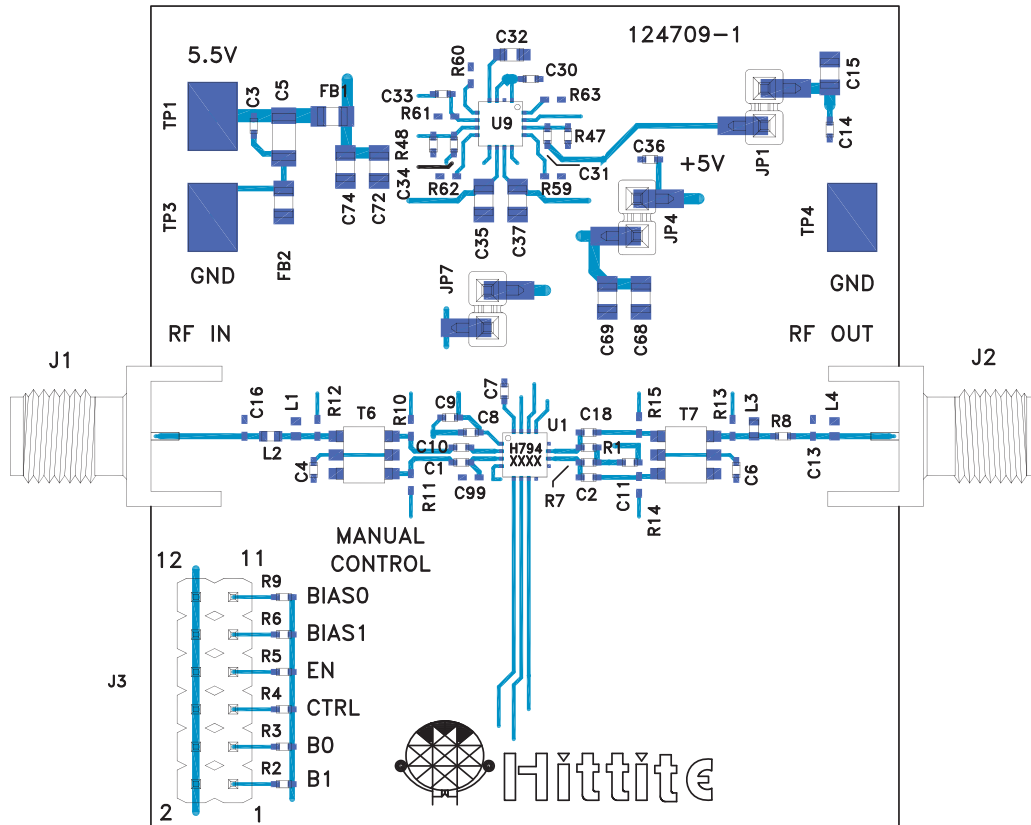 124709-1
5.5V
C32
R60
C30
C15
TP1
C3
C5
FB1
C33
R61
R63
U9
R48
R47
C14
JP1
C36
+5V
C34
R62
R59
C31
TP3
C74
C72
C35
C37
JP4
TP4
GND
FB2
GND
JP7
C69
C68
RF IN
RF OUT
J1
J2
C16
L1
R12
T6
R10
C9
C8
C7
U1
C18
R15
T7
R13
L3
R8
L4
L2
C4
C10
C1
H794
XXXX
R1
R7
C2
C11
C6
C13
R11
C99
R14
MANUAL
CONTROL
12
11
R9
BIAS0
R6
BIAS1
R5
EN
J3
R4
CTRL
R3
B0
R2
B1
2
1
Hittite